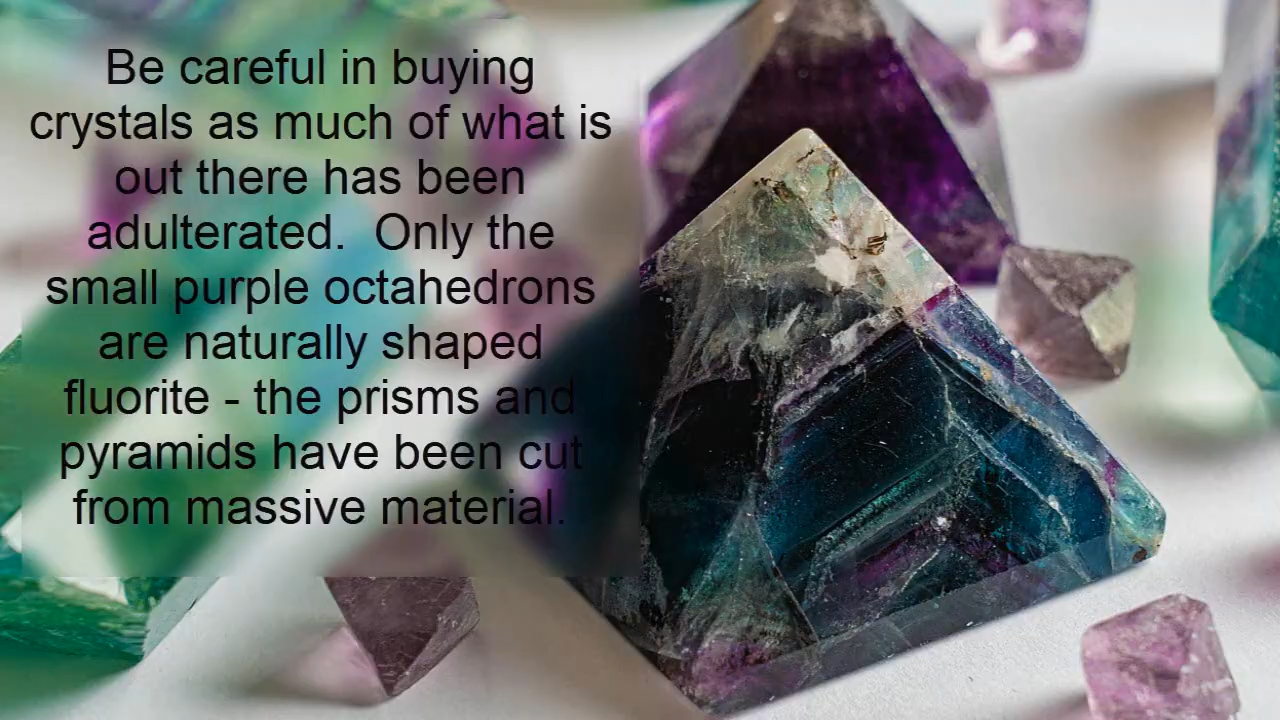 Be careful in buying
crystals as much of what is
out there has been
adulterated.  Only the
small purple octahedrons
are naturally shaped
fluorite - the prisms and
pyramids have been cut
from massive material.